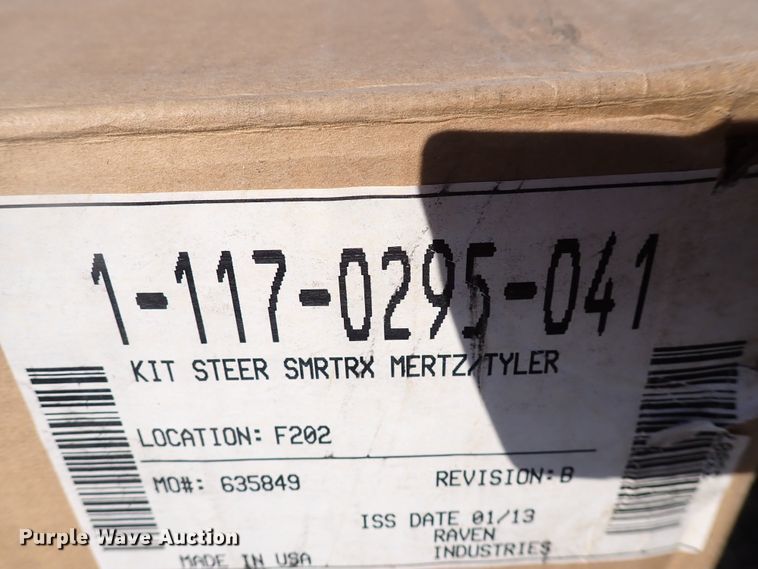 1-117-0295-041
KIT STEER SMRTRX MERTZ/TYLER
LOCATION: F202
MO#: 635849 REVISION: B
ISS DATE 01/13
RAVEN
INDUSTRIES
MADE IN USA
Purple Wave Auction